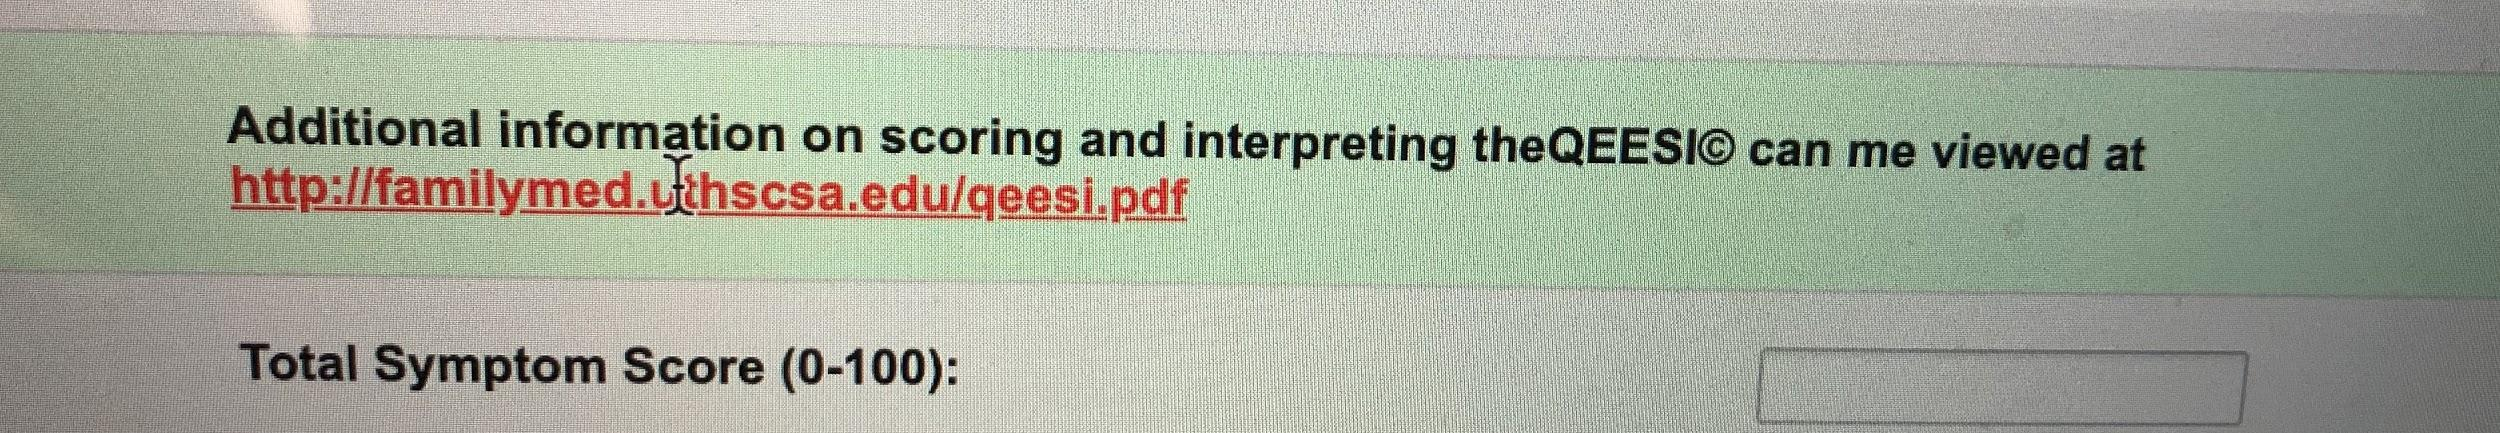 Additional information on scoring and interpreting theQEESI© can me viewed at
http://familymed.uthscsa.edu/qeesi.pdf
Total Symptom Score (0-100):